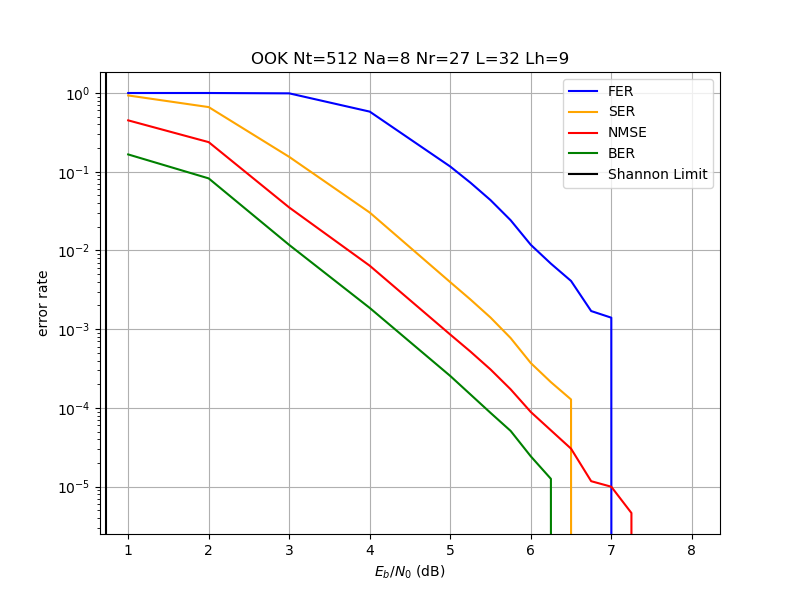 OOK Nt=512 Na=8 Nr=27 L=32 Lh=9
FER
SER
NMSE
BER
Shannon Limit
10⁰
10⁻¹
10⁻²
10⁻³
10⁻⁴
10⁻⁵
error rate
1 2 3 4 5 6 7 8
E_b/N_0 (dB)